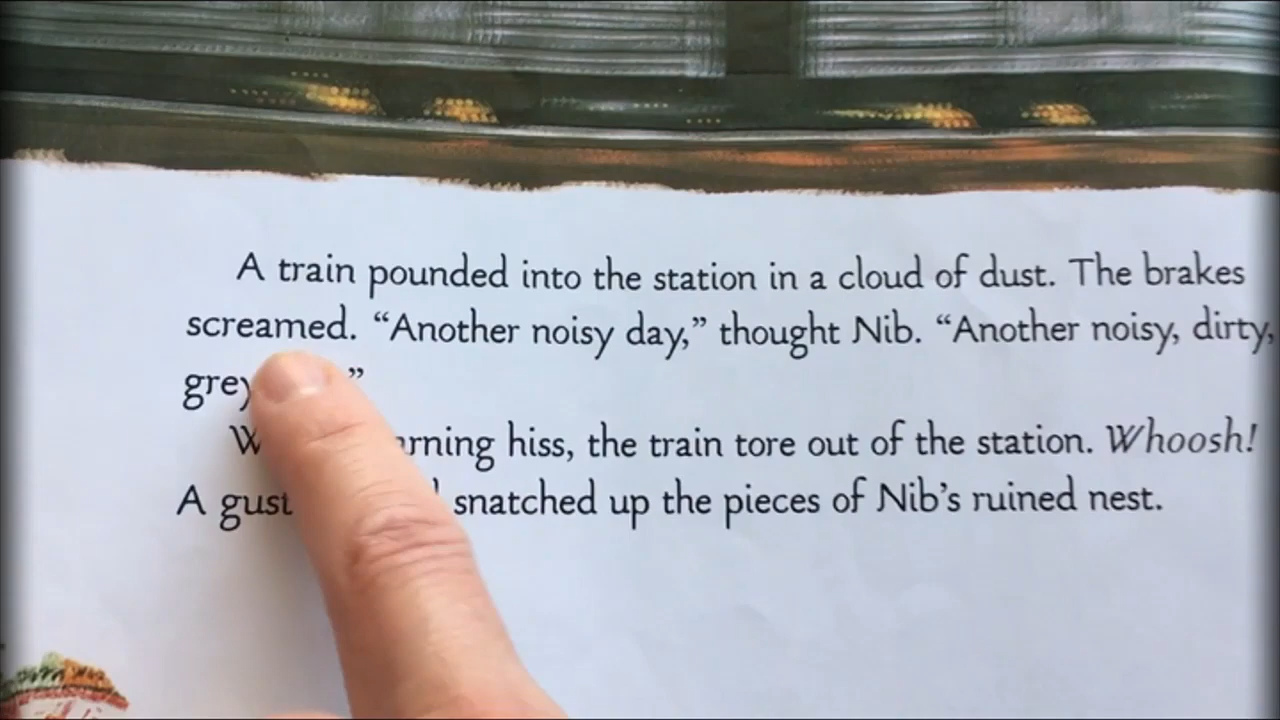 A train pounded into the station in a cloud of dust. The brakes
screamed. “Another noisy day,” thought Nib. “Another noisy, dirty,
grey ”
hiss, the train tore out of the station. Whoosh!
A gust snatched up the pieces of Nib’s ruined nest.